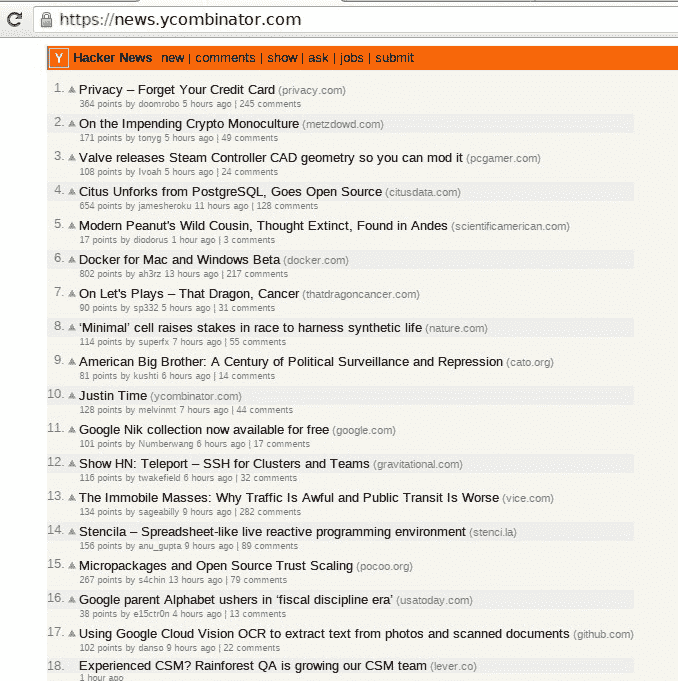 https://news.ycombinator.com
Y Hacker News new | comments | show | ask | jobs | submit
1. Privacy – Forget Your Credit Card (privacy.com)
364 points by doomrobo 5 hours ago | 245 comments
2. On the Impending Crypto Monoculture (metzdowd.com)
171 points by tonyg 5 hours ago | 49 comments
3. Valve releases Steam Controller CAD geometry so you can mod it (pcgamer.com)
108 points by Ivoah 5 hours ago | 24 comments
4. Citus Unforks from PostgreSQL, Goes Open Source (citusdata.com)
654 points by jamesheroku 11 hours ago | 128 comments
5. Modern Peanut's Wild Cousin, Thought Extinct, Found in Andes (scientificamerican.com)
17 points by diodorus 1 hour ago | 3 comments
6. Docker for Mac and Windows Beta (docker.com)
802 points by ah3rz 13 hours ago | 217 comments
7. On Let's Plays – That Dragon, Cancer (thatdragoncancer.com)
90 points by sp332 5 hours ago | 31 comments
8. ‘Minimal’ cell raises stakes in race to harness synthetic life (nature.com)
114 points by superfx 7 hours ago | 55 comments
9. American Big Brother: A Century of Political Surveillance and Repression (cato.org)
81 points by kushti 6 hours ago | 14 comments
10. Justin Time (ycombinator.com)
128 points by melvinmt 7 hours ago | 44 comments
11. Google Nik collection now available for free (google.com)
101 points by Numberwang 6 hours ago | 17 comments
12. Show HN: Teleport – SSH for Clusters and Teams (gravitational.com)
116 points by twakefield 6 hours ago | 32 comments
13. The Immobile Masses: Why Traffic Is Awful and Public Transit Is Worse (vice.com)
134 points by sageabilly 9 hours ago | 282 comments
14. Stencila – Spreadsheet-like live reactive programming environment (stenci.la)
156 points by anu_gupta 9 hours ago | 89 comments
15. Micropackages and Open Source Trust Scaling (pocoo.org)
267 points by s4chin 13 hours ago | 79 comments
16. Google parent Alphabet ushers in ‘fiscal discipline era’ (usatoday.com)
38 points by e15ctr0n 4 hours ago | 13 comments
17. Using Google Cloud Vision OCR to extract text from photos and scanned documents (github.com)
102 points by danso 9 hours ago | 22 comments
18. Experienced CSM? Rainforest QA is growing our CSM team (lever.co)
1 hour ago